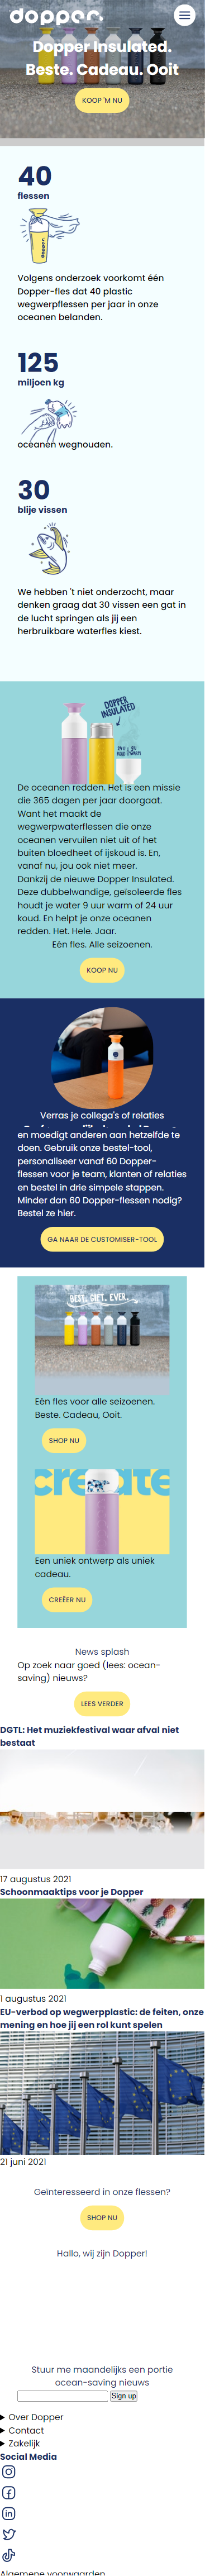 dopper
Dopper Insulated.
Beste. Cadeau. Ooit
KOOP 'M NU
40
flessen
Volgens onderzoek voorkomt één
Dopper-fles dat 40 plastic
wegwerpflessen per jaar in onze
oceanen belanden.
125
miljoen kg
oceanen weghouden.
30
blije vissen
We hebben 't niet onderzocht, maar
denken graag dat 30 vissen een gat in
de lucht springen als jij een
herbruikbare waterfles kiest.
DOPPER
INSULATED
De oceanen redden. Het is een missie
die 365 dagen per jaar doorgaat.
Want het maakt de
wegwerpwaterflessen die onze
oceanen vervuilen niet uit of het
buiten bloedheet of ijskoud is. En,
vanaf nu, jou ook niet meer.
Dankzij de nieuwe Dopper Insulated.
Deze dubbelwandige, geïsoleerde fles
houdt je water 9 uur warm of 24 uur
koud. En helpt je onze oceanen
redden. Het. Hele. Jaar.
Eén fles. Alle seizoenen.
KOOP NU
Verras je collega's of relaties
en moedigt anderen aan hetzelfde te
doen. Gebruik onze bestel-tool,
personaliseer vanaf 60 Dopper-
flessen voor je team, klanten of relaties
en bestel in drie simpele stappen.
Minder dan 60 Dopper-flessen nodig?
Bestel ze hier.
GA NAAR DE CUSTOMISER-TOOL
BEST. GIFT. EVER.
Eén fles voor alle seizoenen.
Beste. Cadeau, Ooit.
SHOP NU
create
Een uniek ontwerp als uniek
cadeau.
CREËER NU
News splash
Op zoek naar goed (lees: ocean-
saving) nieuws?
LEES VERDER
DGTL: Het muziekfestival waar afval niet
bestaat
17 augustus 2021
Schoonmaaktips voor je Dopper
1 augustus 2021
EU-verbod op wegwerpplastic: de feiten, onze
mening en hoe jij een rol kunt spelen
21 juni 2021
Geïnteresseerd in onze flessen?
SHOP NU
Hallo, wij zijn Dopper!
Stuur me maandelijks een portie
ocean-saving nieuws
Sign up
Over Dopper
Contact
Zakelijk
Social Media
Algemene voorwaarden